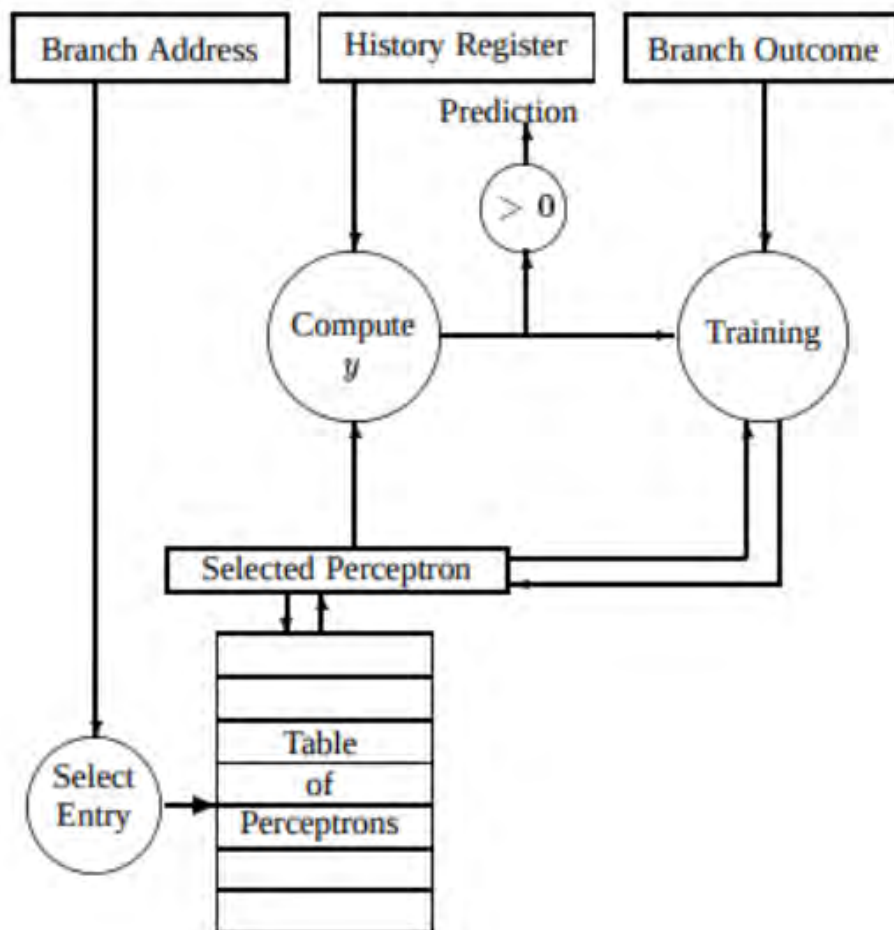 Branch Address
History Register
Branch Outcome
Prediction
> 0
Compute
y
Training
Selected Perceptron
Table
of
Perceptrons
Select
Entry